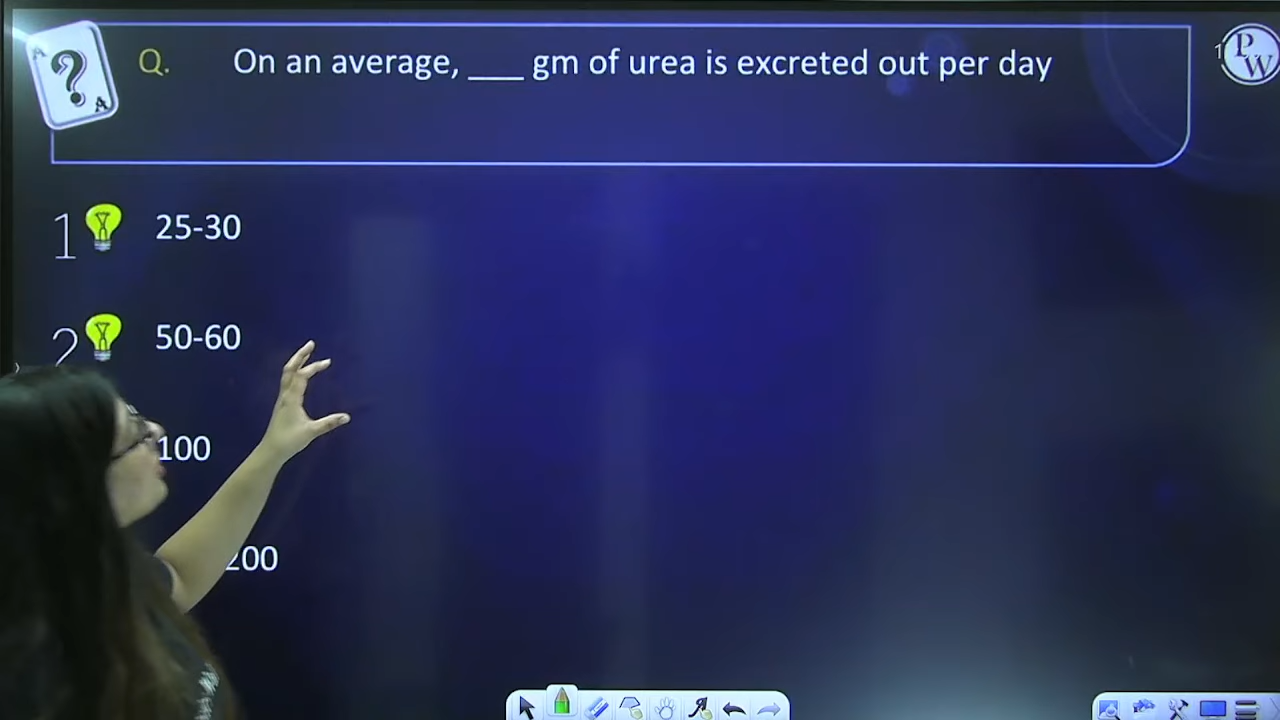 Q. On an average, ___ gm of urea is excreted out per day
A
?
A
PW
1 25-30
2 50-60
100
200